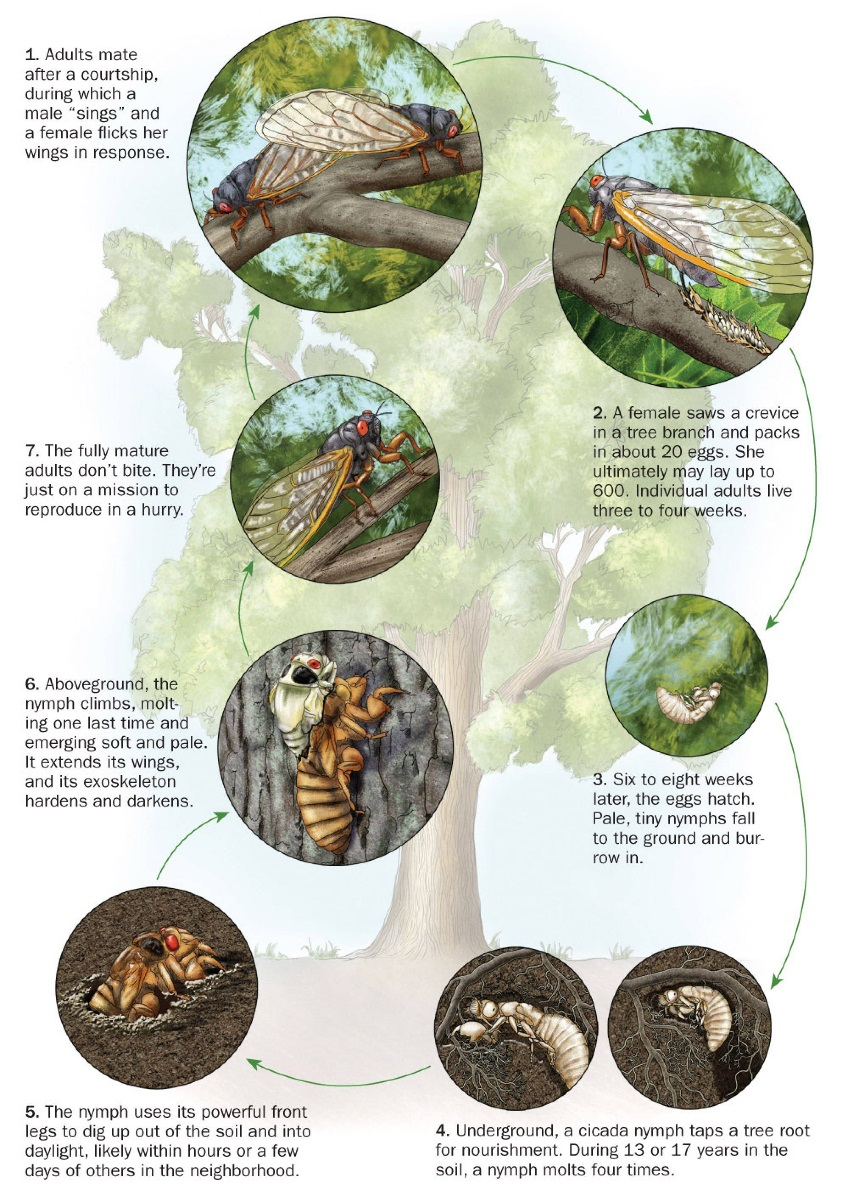 1. Adults mate
after a courtship,
during which a
male “sings” and
a female flicks her
wings in response.
2. A female saws a crevice
in a tree branch and packs
in about 20 eggs. She
ultimately may lay up to
600. Individual adults live
three to four weeks.
3. Six to eight weeks
later, the eggs hatch.
Pale, tiny nymphs fall
to the ground and bur-
row in.
4. Underground, a cicada nymph taps a tree root
for nourishment. During 13 or 17 years in the
soil, a nymph molts four times.
5. The nymph uses its powerful front
legs to dig up out of the soil and into
daylight, likely within hours or a few
days of others in the neighborhood.
6. Aboveground, the
nymph climbs, molt-
ing one last time and
emerging soft and pale.
It extends its wings,
and its exoskeleton
hardens and darkens.
7. The fully mature
adults don’t bite. They’re
just on a mission to
reproduce in a hurry.